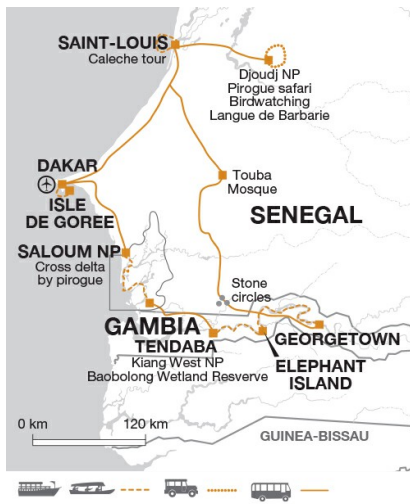 SAINT-LOUIS
Caleche tour
Djoudj NP
Pirogue safari
Birdwatching
Langue de Barbarie
DAKAR
ISLE
DE GOREE
Touba
Mosque
SENEGAL
SALOUM NP
Cross delta
by pirogue
Stone
circles
GAMBIA
TENDABA
Kiang West NP
Baobolong Wetland Resverve
GEORGETOWN
ELEPHANT
ISLAND
0 km
120 km
GUINEA-BISSAU